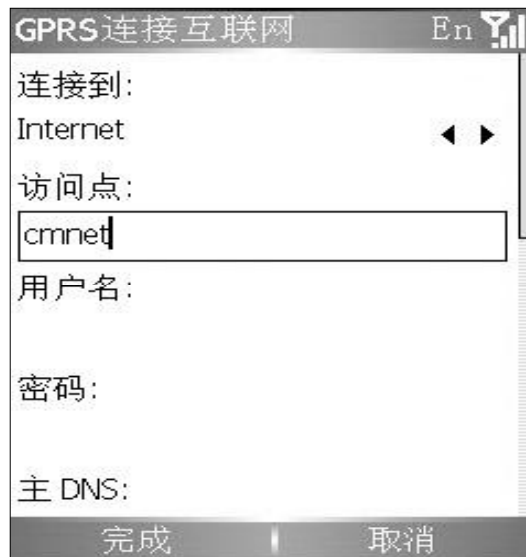 GPRS连接互联网 En
连接到:
Internet
访问点:
cmnet
用户名:
密码:
主 DNS:
完成 取消